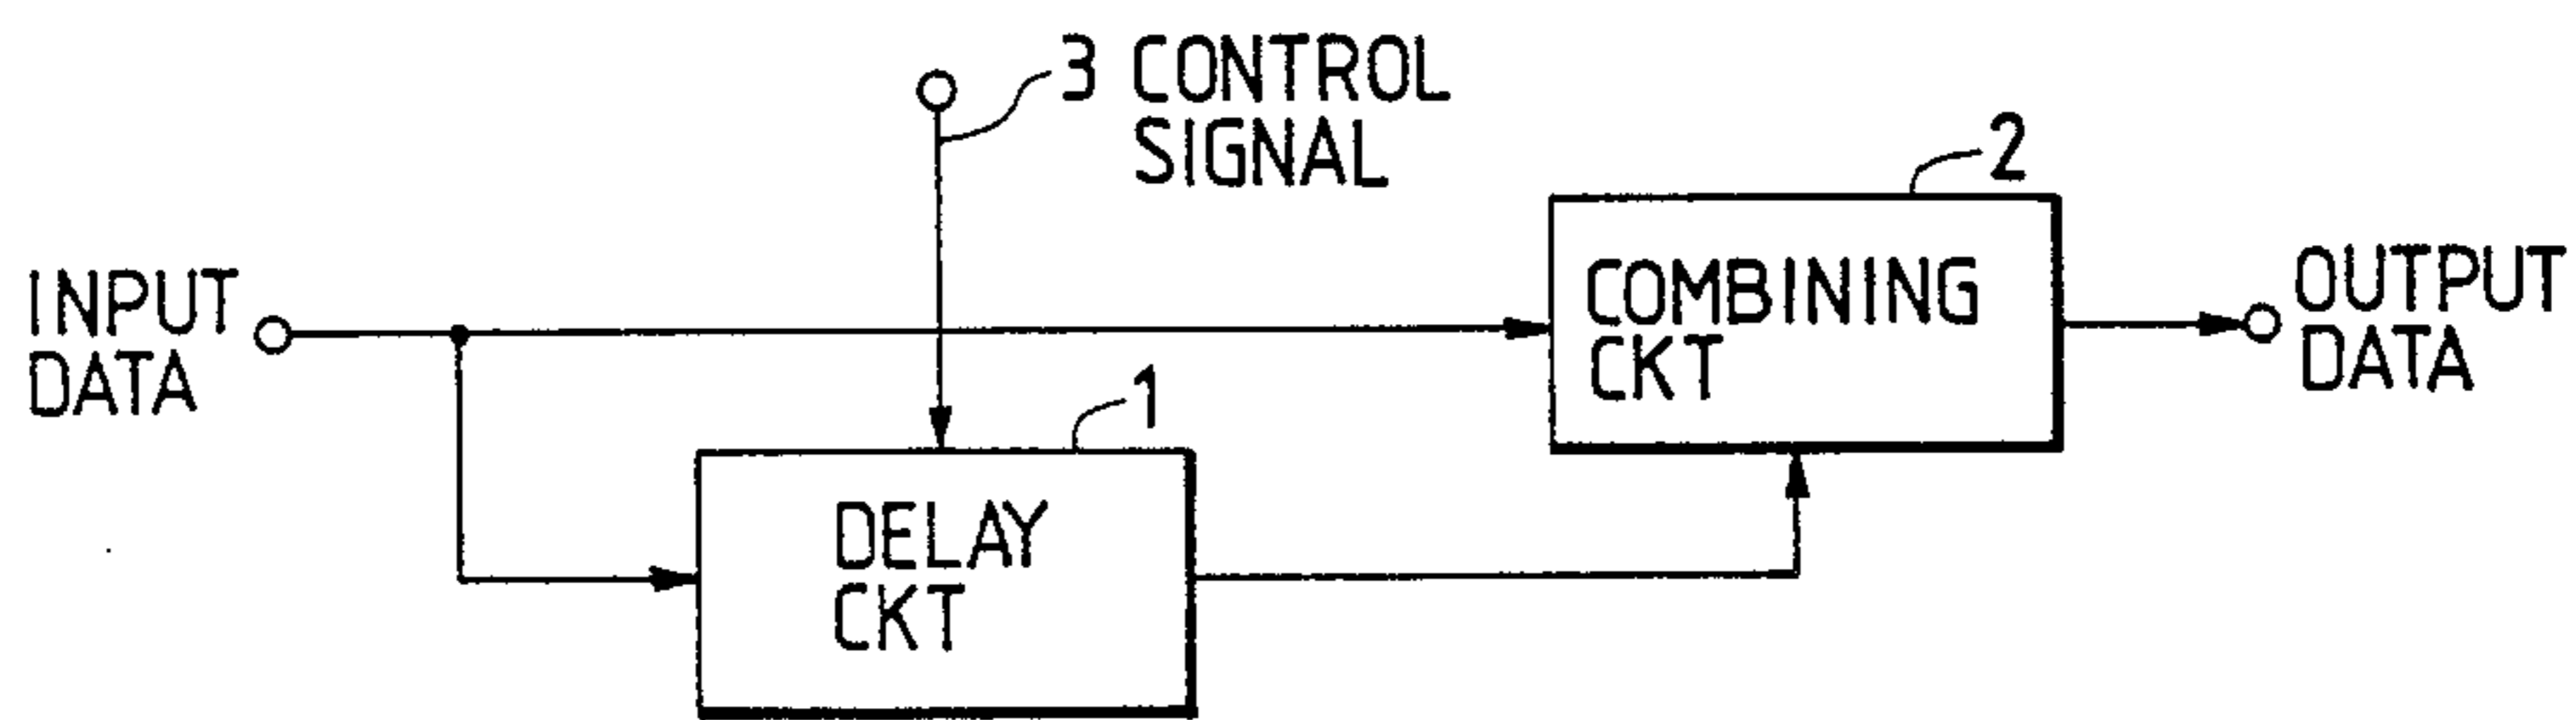 3 CONTROL
SIGNAL
2
INPUT
DATA
COMBINING
CKT
OUTPUT
DATA
1
DELAY
CKT